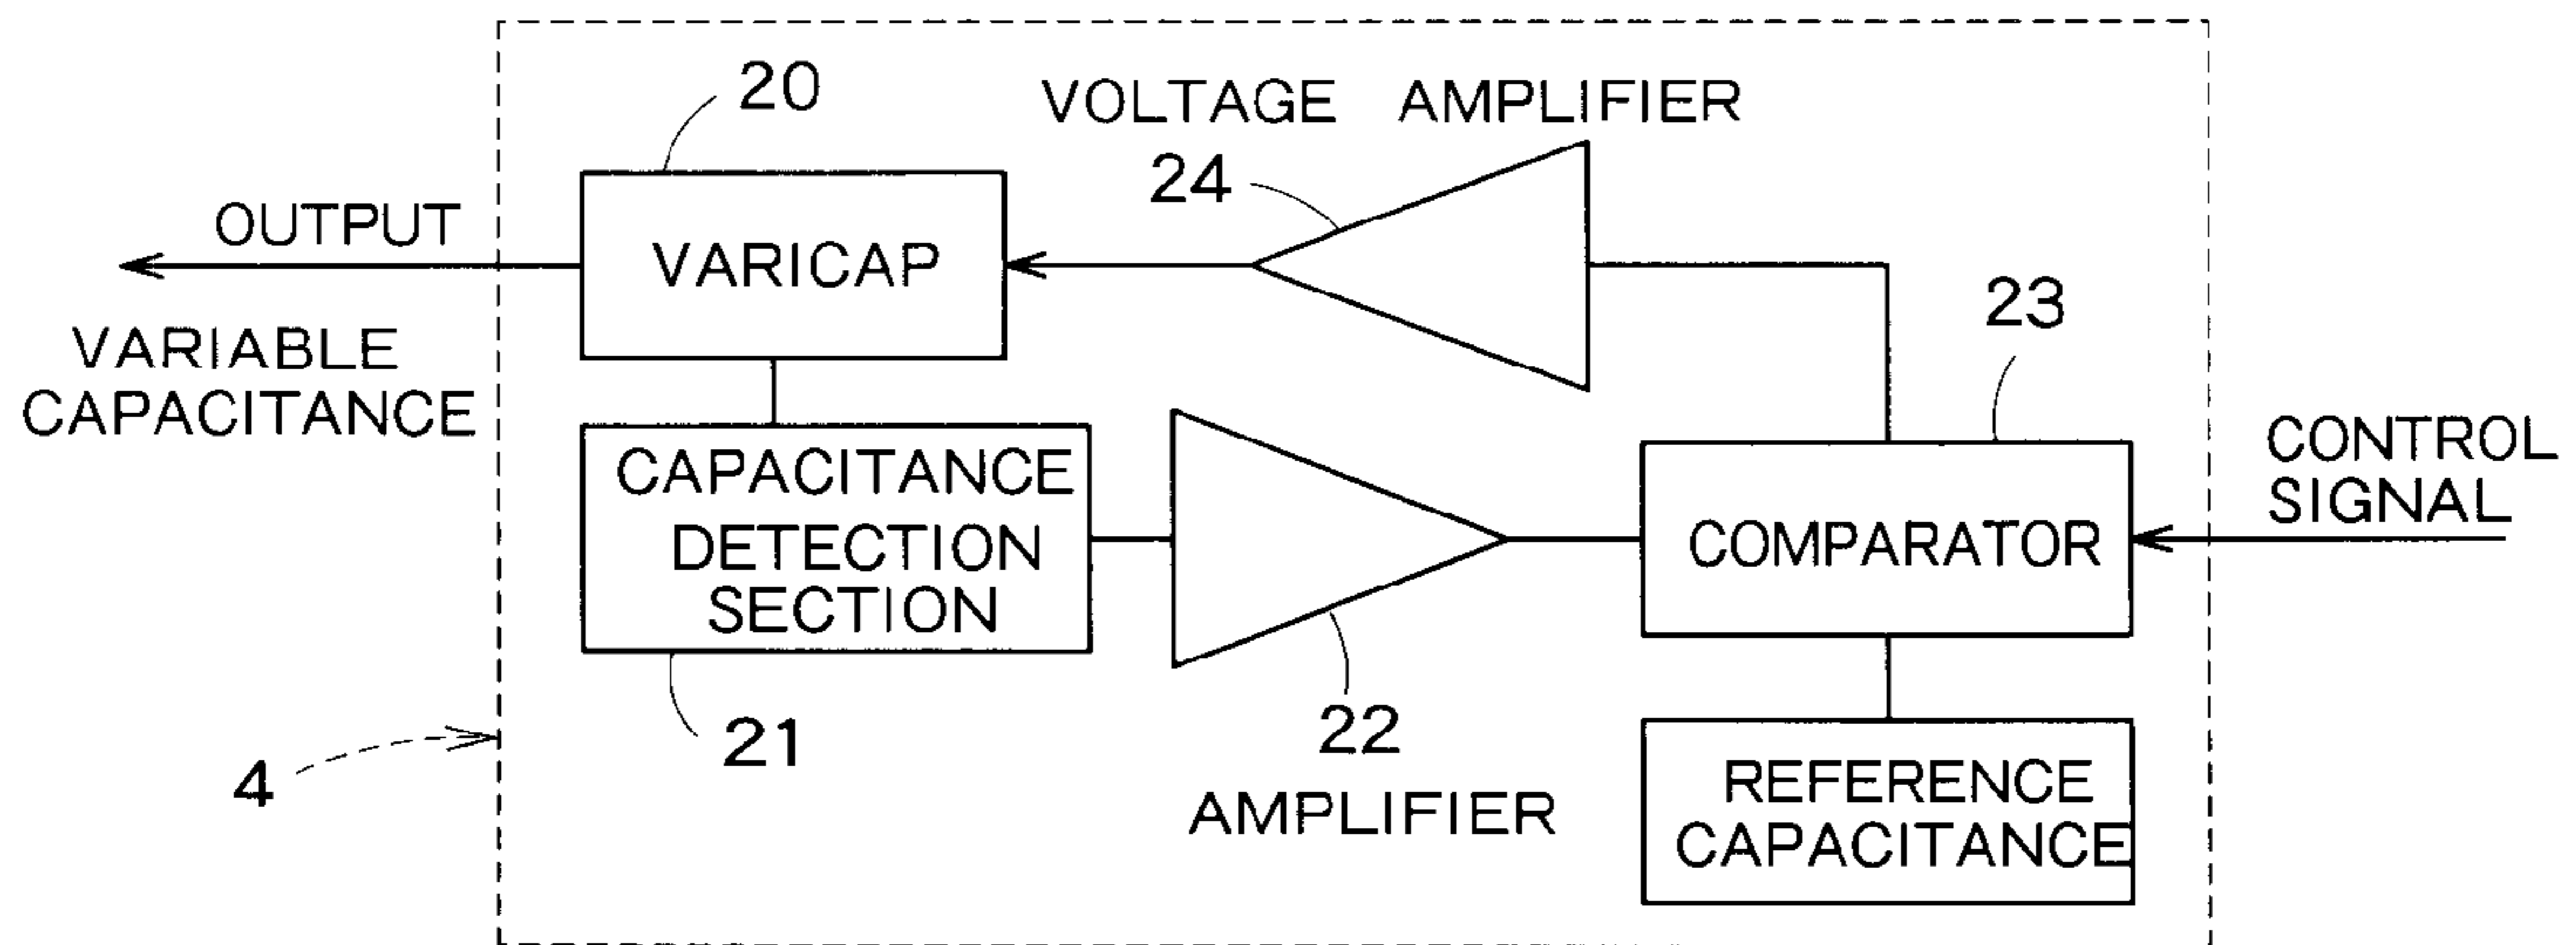 20
VOLTAGE AMPLIFIER
24
OUTPUT
VARICAP
VARIABLE
CAPACITANCE
23
CAPACITANCE
DETECTION
SECTION
COMPARATOR
CONTROL
SIGNAL
21
22
AMPLIFIER
4
REFERENCE
CAPACITANCE